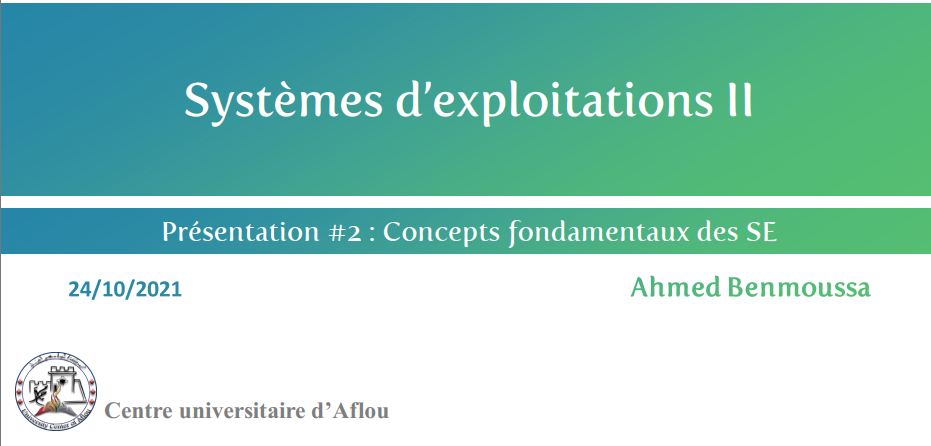 Systèmes d'exploitations II
Présentation #2 : Concepts fondamentaux des SE
24/10/2021
Ahmed Benmoussa
University Center of Aflou
Centre universitaire d'Aflou